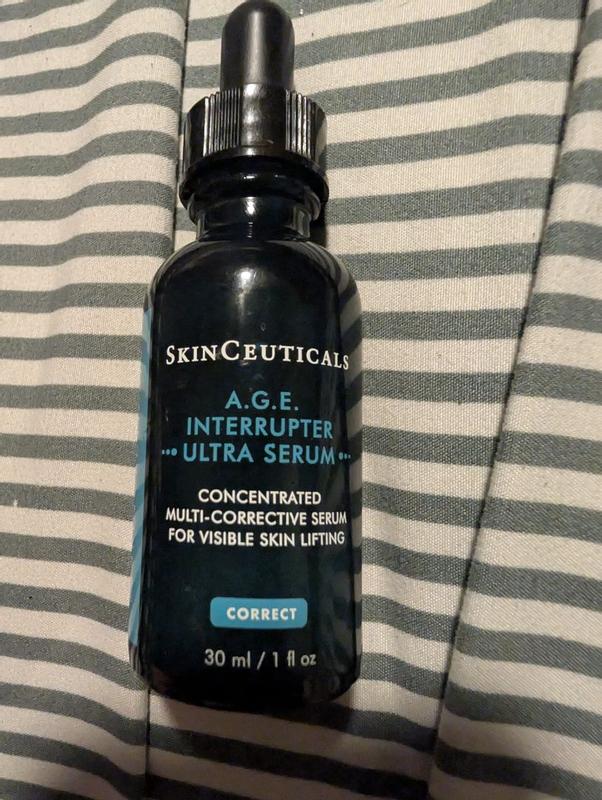 SKINCEUTICALS
A.G.E.
INTERRUPTER
••• ULTRA SERUM •••
CONCENTRATED
MULTI-CORRECTIVE SERUM
FOR VISIBLE SKIN LIFTING
CORRECT
30 ml / 1 fl oz